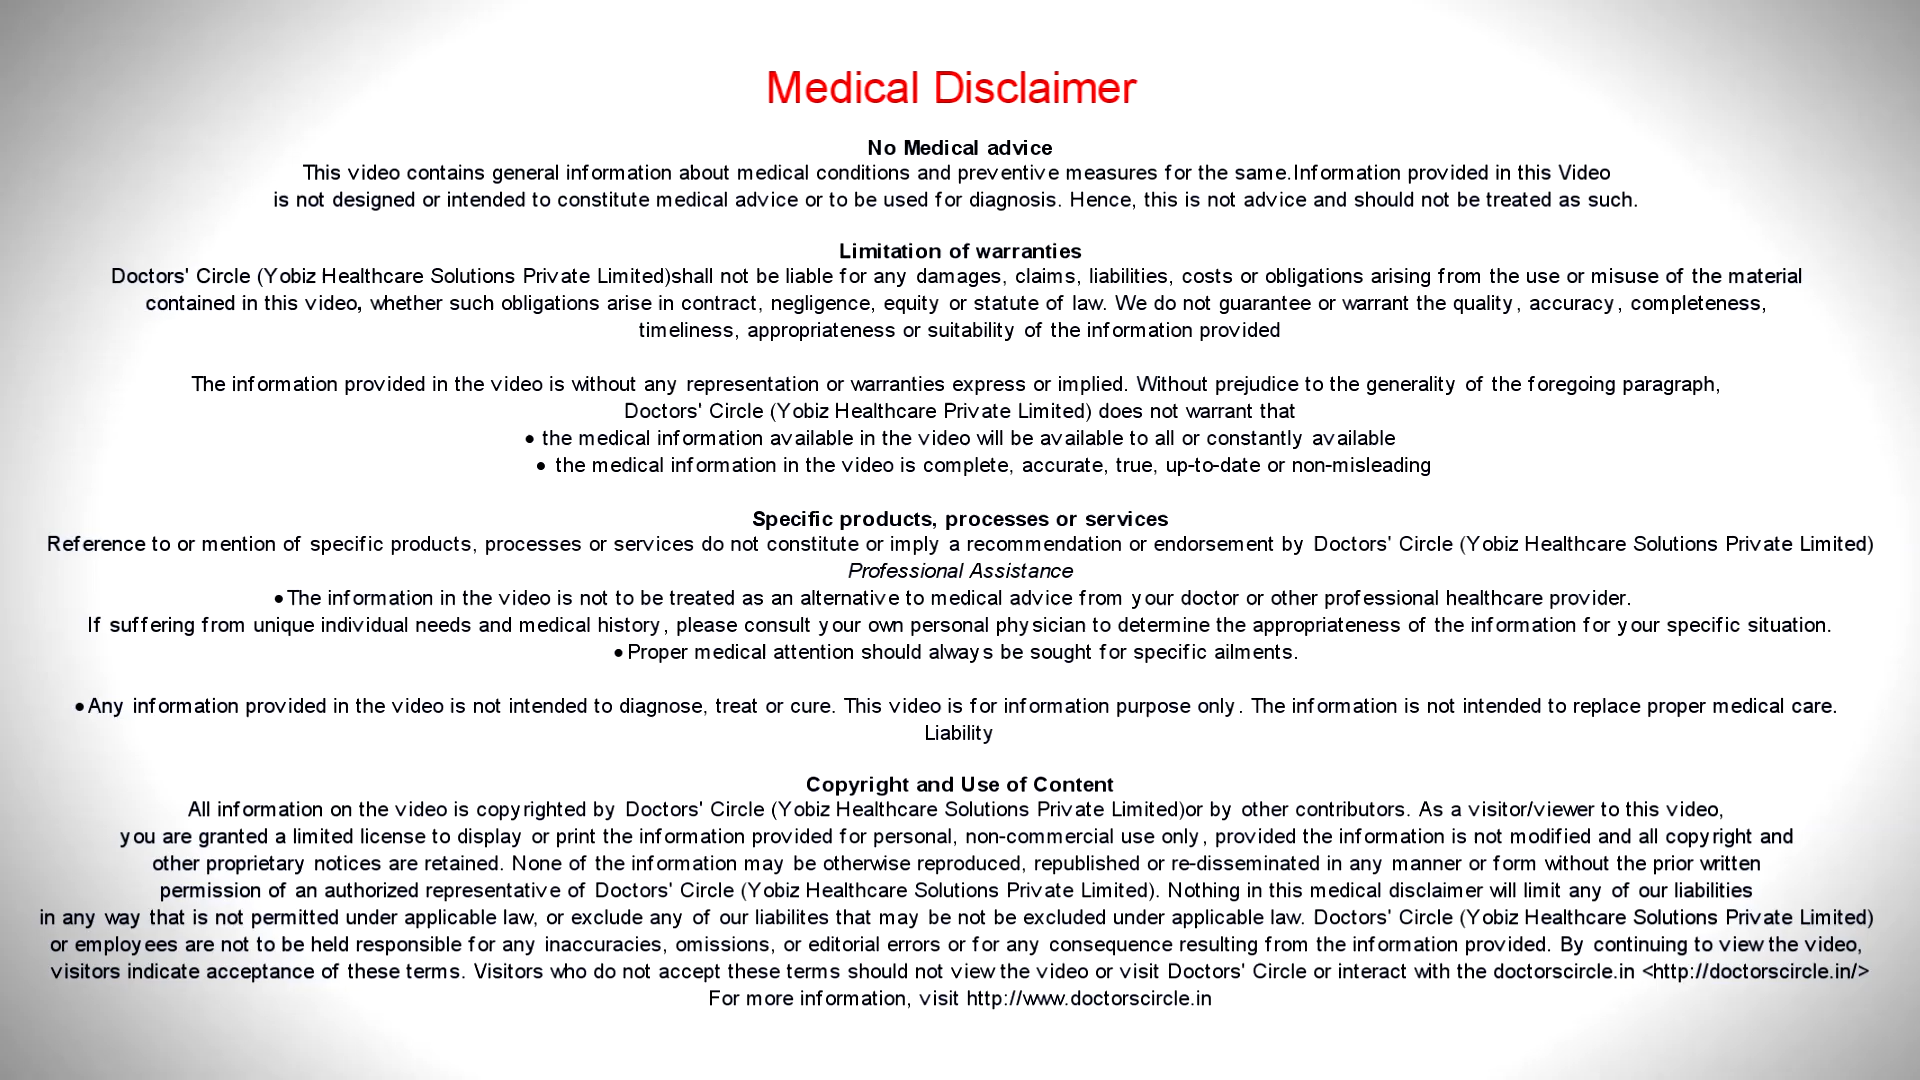 Medical Disclaimer
No Medical advice
This video contains general information about medical conditions and preventive measures for the same.Information provided in this Video
is not designed or intended to constitute medical advice or to be used for diagnosis. Hence, this is not advice and should not be treated as such.
Limitation of warranties
Doctors' Circle (Yobiz Healthcare Solutions Private Limited)shall not be liable for any damages, claims, liabilities, costs or obligations arising from the use or misuse of the material
contained in this video, whether such obligations arise in contract, negligence, equity or statute of law. We do not guarantee or warrant the quality, accuracy, completeness,
timeliness, appropriateness or suitability of the information provided
The information provided in the video is without any representation or warranties express or implied. Without prejudice to the generality of the foregoing paragraph,
Doctors' Circle (Yobiz Healthcare Private Limited) does not warrant that
• the medical information available in the video will be available to all or constantly available
• the medical information in the video is complete, accurate, true, up-to-date or non-misleading
Specific products, processes or services
Reference to or mention of specific products, processes or services do not constitute or imply a recommendation or endorsement by Doctors' Circle (Yobiz Healthcare Solutions Private Limited)
Professional Assistance
•The information in the video is not to be treated as an alternative to medical advice from your doctor or other professional healthcare provider.
If suffering from unique individual needs and medical history, please consult your own personal physician to determine the appropriateness of the information for your specific situation.
•Proper medical attention should always be sought for specific ailments.
•Any information provided in the video is not intended to diagnose, treat or cure. This video is for information purpose only. The information is not intended to replace proper medical care.
Liability
Copyright and Use of Content
All information on the video is copyrighted by Doctors' Circle (Yobiz Healthcare Solutions Private Limited)or by other contributors. As a visitor/viewer to this video,
you are granted a limited license to display or print the information provided for personal, non-commercial use only, provided the information is not modified and all copyright and
other proprietary notices are retained. None of the information may be otherwise reproduced, republished or re-disseminated in any manner or form without the prior written
permission of an authorized representative of Doctors' Circle (Yobiz Healthcare Solutions Private Limited). Nothing in this medical disclaimer will limit any of our liabilities
in any way that is not permitted under applicable law, or exclude any of our liabilites that may be not be excluded under applicable law. Doctors' Circle (Yobiz Healthcare Solutions Private Limited)
or employees are not to be held responsible for any inaccuracies, omissions, or editorial errors or for any consequence resulting from the information provided. By continuing to view the video,
visitors indicate acceptance of these terms. Visitors who do not accept these terms should not view the video or visit Doctors' Circle or interact with the doctorscircle.in <http://doctorscircle.in/>
For more information, visit http://www.doctorscircle.in